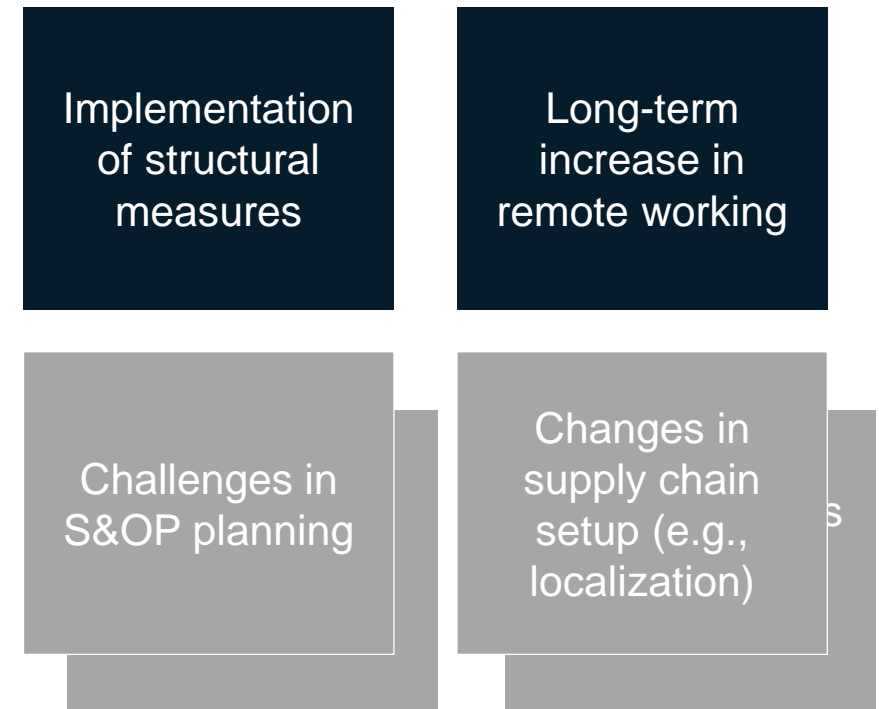 Implementation
of structural
measures
Long-term
increase in
remote working
Challenges in
S&OP planning
Changes in
supply chain
setup (e.g.,
localization)